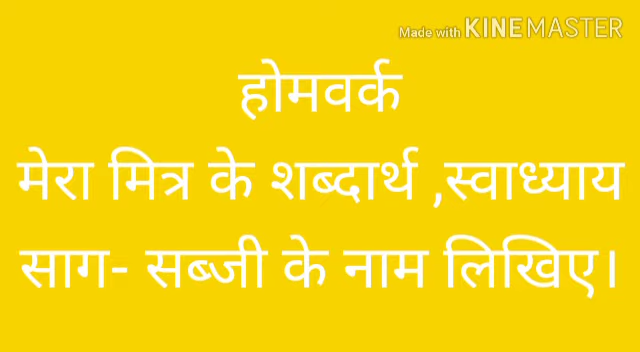 Made with KINEMASTER
होमवर्क
मेरा मित्र के शब्दार्थ ,स्वाध्याय
साग- सब्जी के नाम लिखिए।